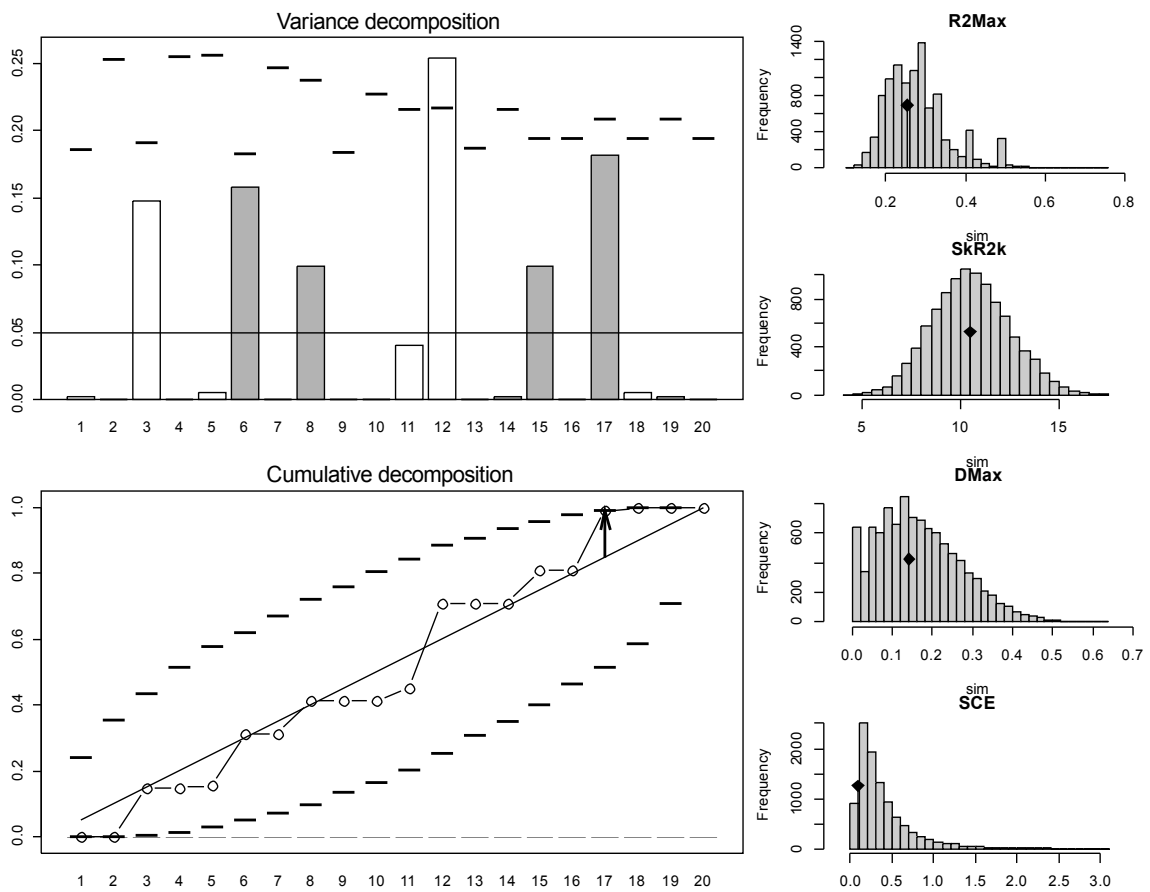 Variance decomposition
0.25
0.20
0.15
0.10
0.05
0.00
1 2 3 4 5 6 7 8 9 10 11 12 13 14 15 16 17 18 19 20
Cumulative decomposition
1.0
0.8
0.6
0.4
0.2
0.0
1 2 3 4 5 6 7 8 9 10 11 12 13 14 15 16 17 18 19 20
R2Max
Frequency
1400
800
400
0
0.2 0.4 0.6 0.8
sim
SkR2k
Frequency
800
400
0
5 10 15
sim
DMax
Frequency
600
400
200
0
0.0 0.1 0.2 0.3 0.4 0.5 0.6 0.7
sim
SCE
Frequency
2000
1000
0
0.0 0.5 1.0 1.5 2.0 2.5 3.0